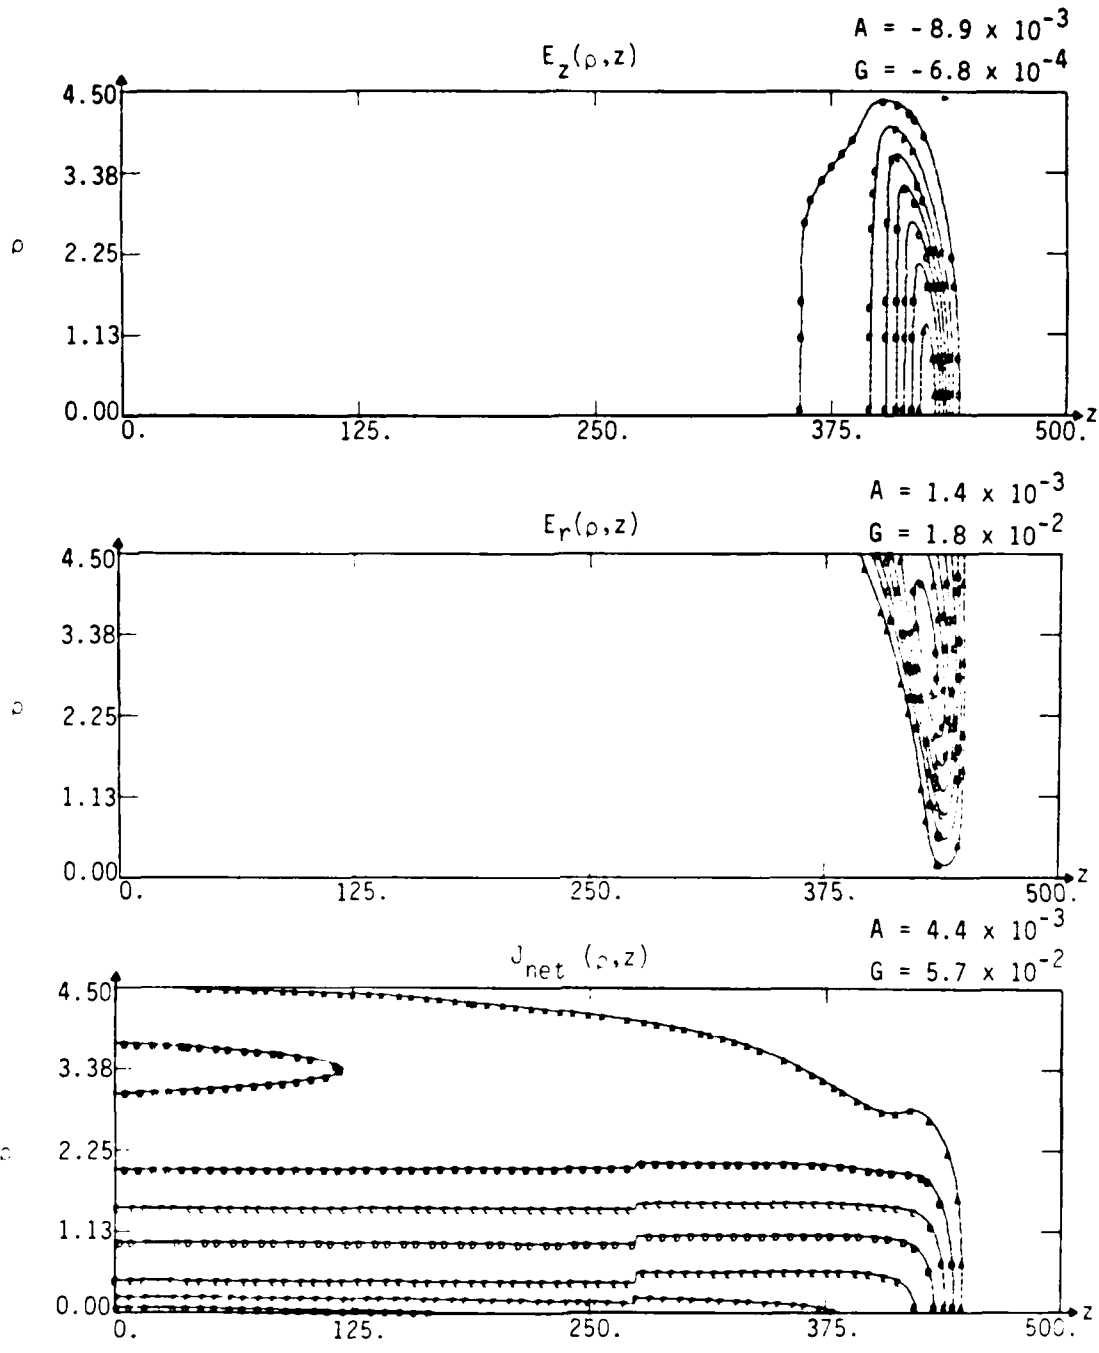 A = -8.9 x 10^-3
E_z(ρ,z)
G = -6.8 x 10^-4
4.50
3.38
ρ
2.25
1.13
0.00
0. 125. 250. 375. 500. z
A = 1.4 x 10^-3
E_r(ρ,z)
G = 1.8 x 10^-2
4.50
3.38
ρ
2.25
1.13
0.00
0. 125. 250. 375. 500. z
A = 4.4 x 10^-3
J_net (ρ,z)
G = 5.7 x 10^-2
4.50
3.38
2.25
ρ
1.13
0.00
0. 125. 250. 375. 500. z